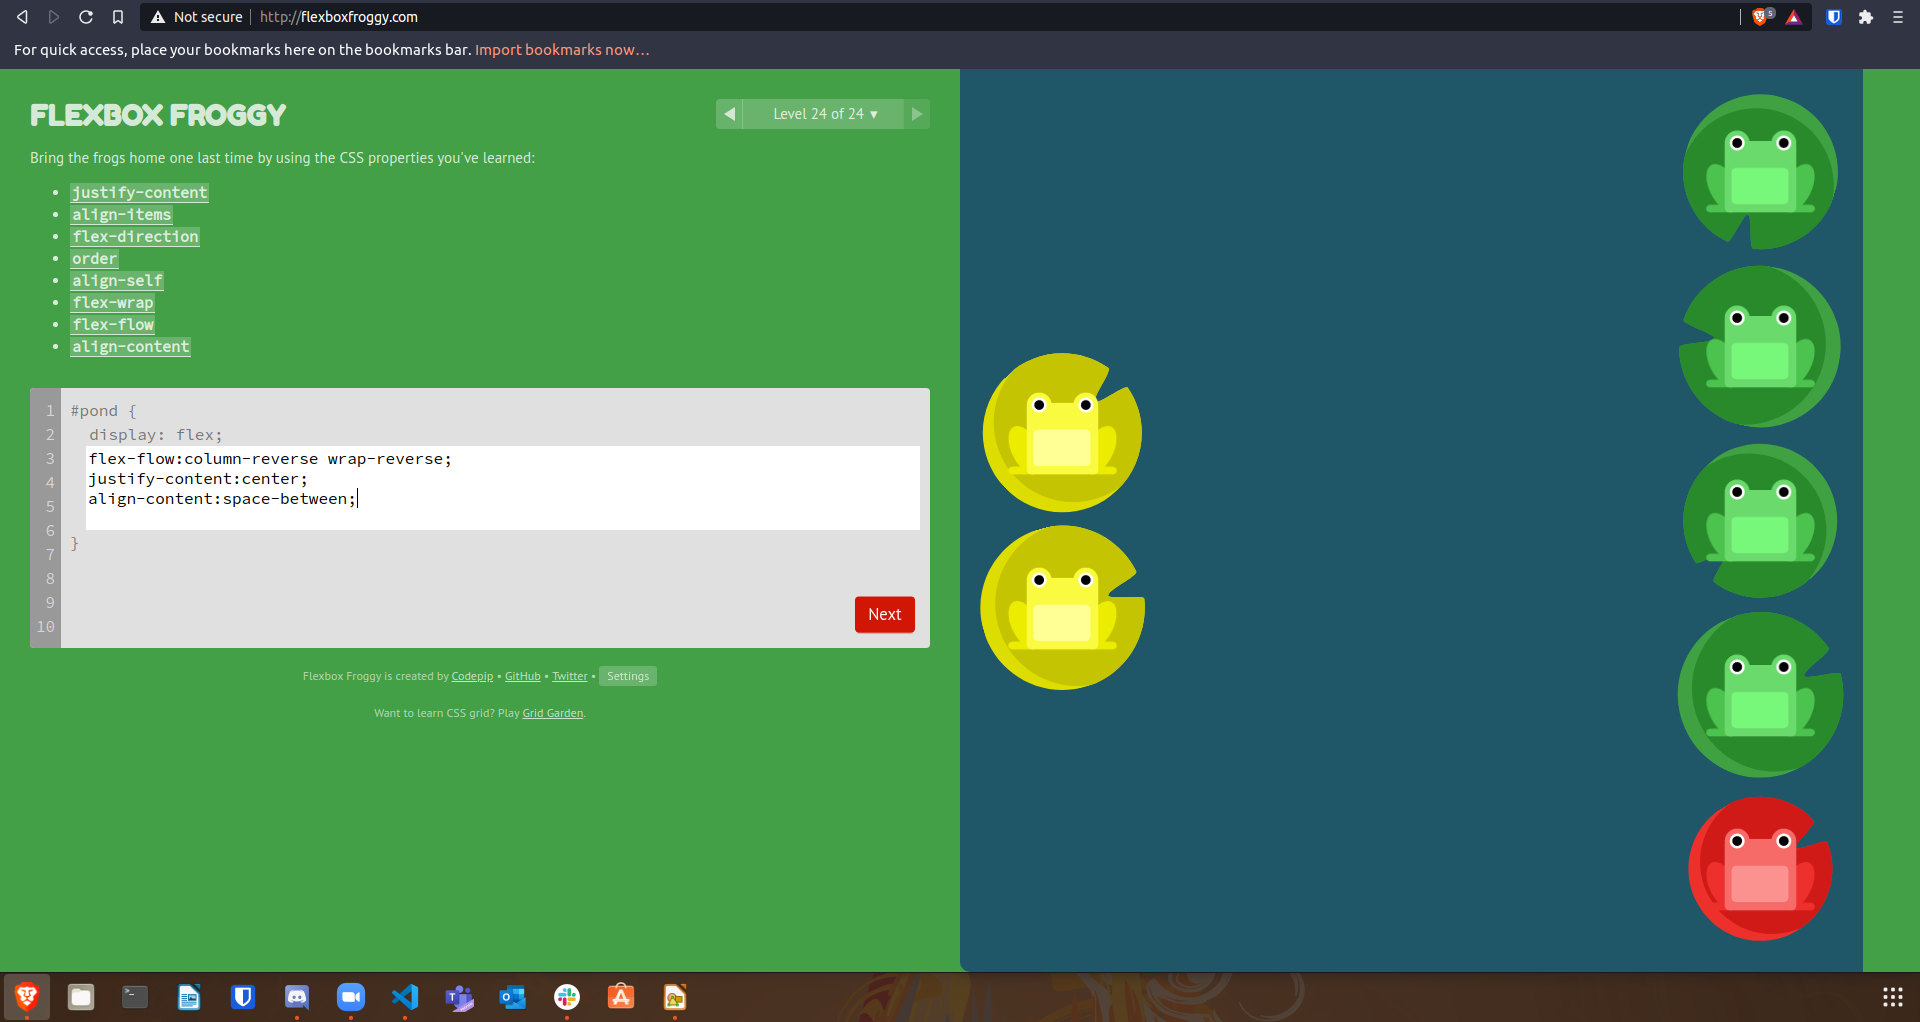 Not secure http://flexboxfroggy.com 5
For quick access, place your bookmarks here on the bookmarks bar. Import bookmarks now...
FLEXBOX FROGGY
Level 24 of 24
Bring the frogs home one last time by using the CSS properties you've learned:
justify-content
align-items
flex-direction
order
align-self
flex-wrap
flex-flow
align-content
1 #pond {
2 display: flex;
3 flex-flow:column-reverse wrap-reverse;
4 justify-content:center;
5 align-content:space-between;
6 }
7
8
9
10
Next
Flexbox Froggy is created by Codepip • GitHub • Twitter • Settings
Want to learn CSS grid? Play Grid Garden.